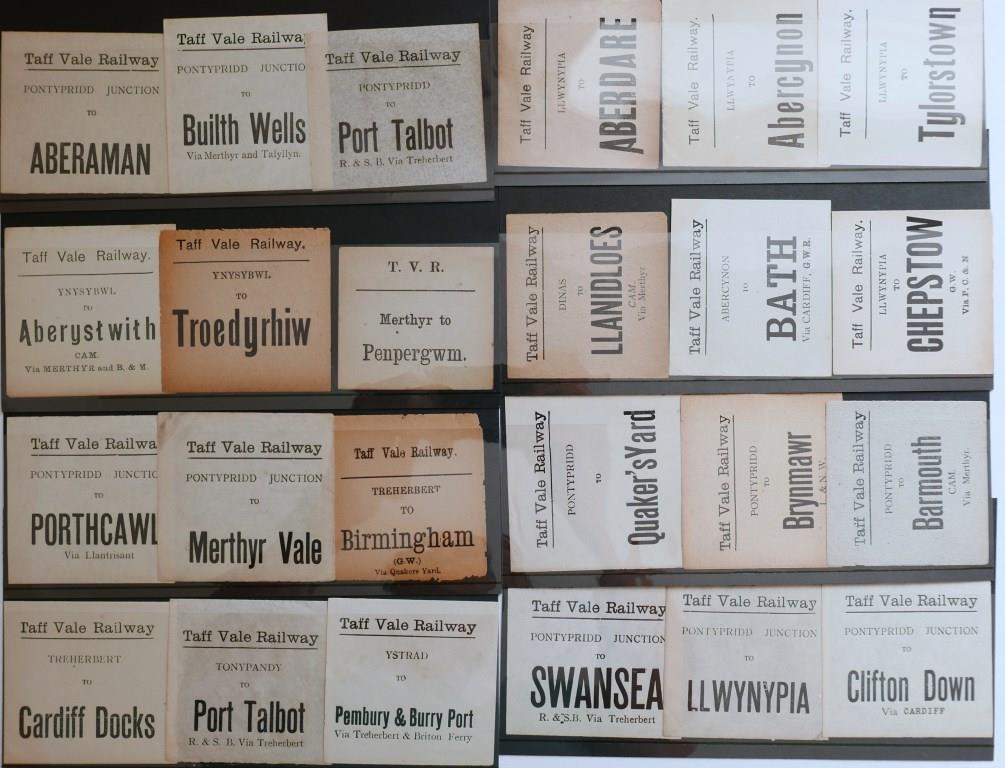 Taff Vale Railway
PONTYPRIDD JUNCTION
TO
ABERAMAN
Taff Vale Railway
PONTYPRIDD JUNCTIO
TO
Builth Wells
Via Merthyr and Talyllyn.
Taff Vale Railway
PONTYPRIDD
TO
Port Talbot
R. & S. B. Via Treherbert
Taff Vale Railway
LLWYNYPIA
TO
ABERDARE
Taff Vale Railway.
LLWYNYPIA
TO
Abercynon
Taff Vale Railway.
LLWYNYPIA
TO
Tylorstown
Taff Vale Railway.
YNYSYBWL
TO
Aberystwith
CAM.
Via MERTHYR and B. & M.
Taff Vale Railway.
YNYSYBWL
TO
Troedyrhiw
T. V. R.
Merthyr to
Penpergwm.
Taff Vale Railway
DINAS
TO
LLANIDLOES
CAM.
Via Merthyr
Taff Vale Railway
ABERCYNON
TO
BATH
Via CARDIFF, G.W.R.
Taff Vale Railway.
LLWYNYPIA
TO
CHEPSTOW
G.W.
Via P. C. & N
Taff Vale Railwa
PONTYPRIDD JUNCTIO
TO
PORTHCAWL
Via Llantrisant
Taff Vale Railway
PONTYPRIDD JUNCTION
TO
Merthyr Vale
Taff Vale Railway.
TREHERBERT
TO
Birmingham
(G.W.)
Via Quakers Yard.
Taff Vale Railway
PONTYPRIDD
TO
Quaker'sYard
Taff Vale Railway
PONTYPRIDD
TO
Brynmawr
L. & N. W.
Taff Vale Railway
PONTYPRIDD
TO
Barmouth
CAM.
Via Merthyr.
Taff Vale Railway
TREHERBERT
TO
Cardiff Docks
Taff Vale Railway
TONYPANDY
TO
Port Talbot
R. & S. B. Via Treherbert
Taff Vale Railway
YSTRAD
TO
Pembury & Burry Port
Via Treherbert & Briton Ferry
Taff Vale Railway
PONTYPRIDD JUNCTION
TO
SWANSEA
R. & S.B. Via Treherbert
Taff Vale Railway
PONTYPRIDD JUNCTION
TO
LLWYNYPIA
Taff Vale Railway
PONTYPRIDD JUNCTION
TO
Clifton Down
Via CARDIFF